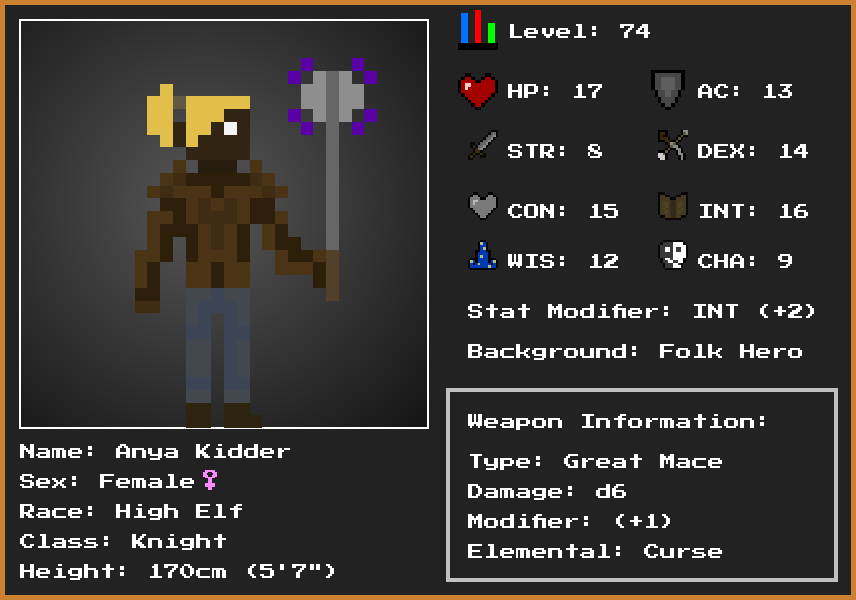 Level: 74
HP: 17 AC: 13
STR: 8 DEX: 14
CON: 15 INT: 16
WIS: 12 CHA: 9
Stat Modifier: INT (+2)
Background: Folk Hero
Weapon Information:
Type: Great Mace
Damage: d6
Modifier: (+1)
Elemental: Curse
Name: Anya Kidder
Sex: Female♀
Race: High Elf
Class: Knight
Height: 170cm (5'7")